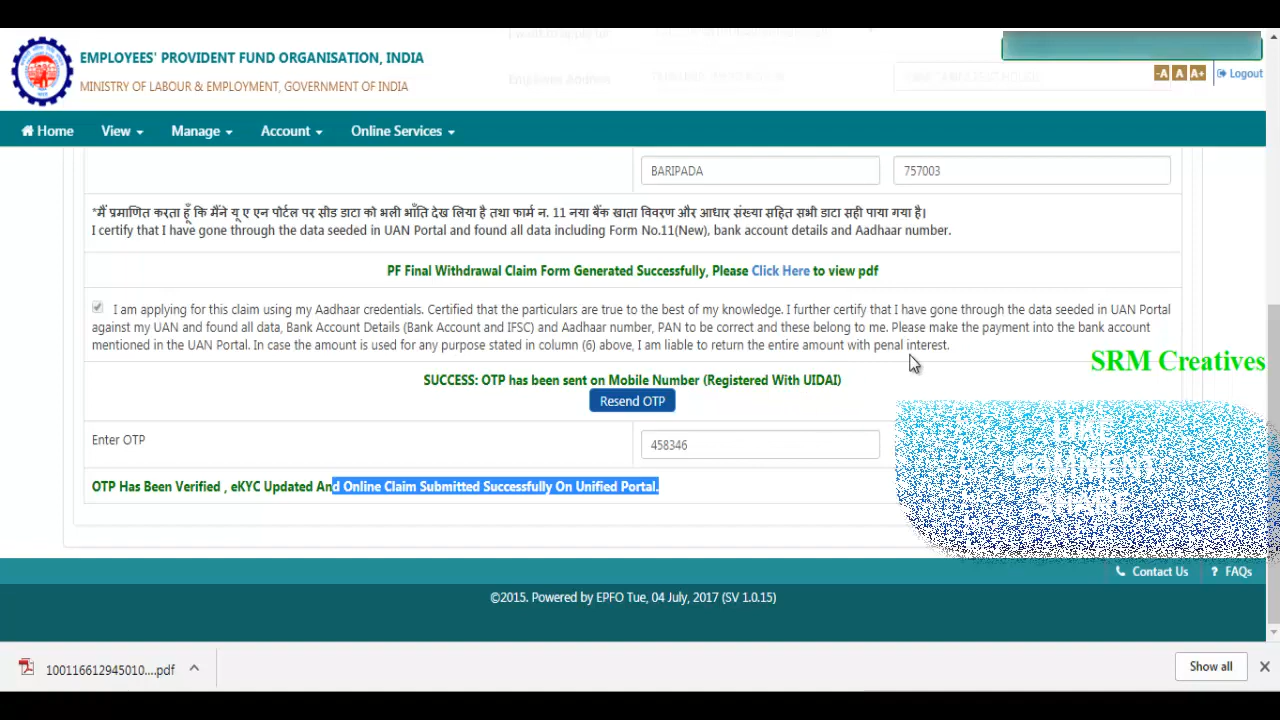 EMPLOYEES' PROVIDENT FUND ORGANISATION, INDIA
MINISTRY OF LABOUR & EMPLOYMENT, GOVERNMENT OF INDIA
-A A A+ Logout
Home View Manage Account Online Services
BARIPADA 757003
*मैं प्रमाणित करता हूँ कि मैंने यू ए एन पोर्टल पर सीड डाटा को भली भाँति देख लिया है तथा फार्म न. 11 नया बैंक खाता विवरण और आधार संख्या सहित सभी डाटा सही पाया गया है।
I certify that I have gone through the data seeded in UAN Portal and found all data including Form No.11(New), bank account details and Aadhaar number.
PF Final Withdrawal Claim Form Generated Successfully, Please Click Here to view pdf
I am applying for this claim using my Aadhaar credentials. Certified that the particulars are true to the best of my knowledge. I further certify that I have gone through the data seeded in UAN Portal
against my UAN and found all data, Bank Account Details (Bank Account and IFSC) and Aadhaar number, PAN to be correct and these belong to me. Please make the payment into the bank account
mentioned in the UAN Portal. In case the amount is used for any purpose stated in column (6) above, I am liable to return the entire amount with penal interest.
SRM Creatives
SUCCESS: OTP has been sent on Mobile Number (Registered With UIDAI)
Resend OTP
Enter OTP 458346
LIKE
COMMENT
SHARE
OTP Has Been Verified , eKYC Updated And Online Claim Submitted Successfully On Unified Portal.
Contact Us ? FAQs
©2015. Powered by EPFO Tue, 04 July, 2017 (SV 1.0.15)
100116612945010....pdf Show all